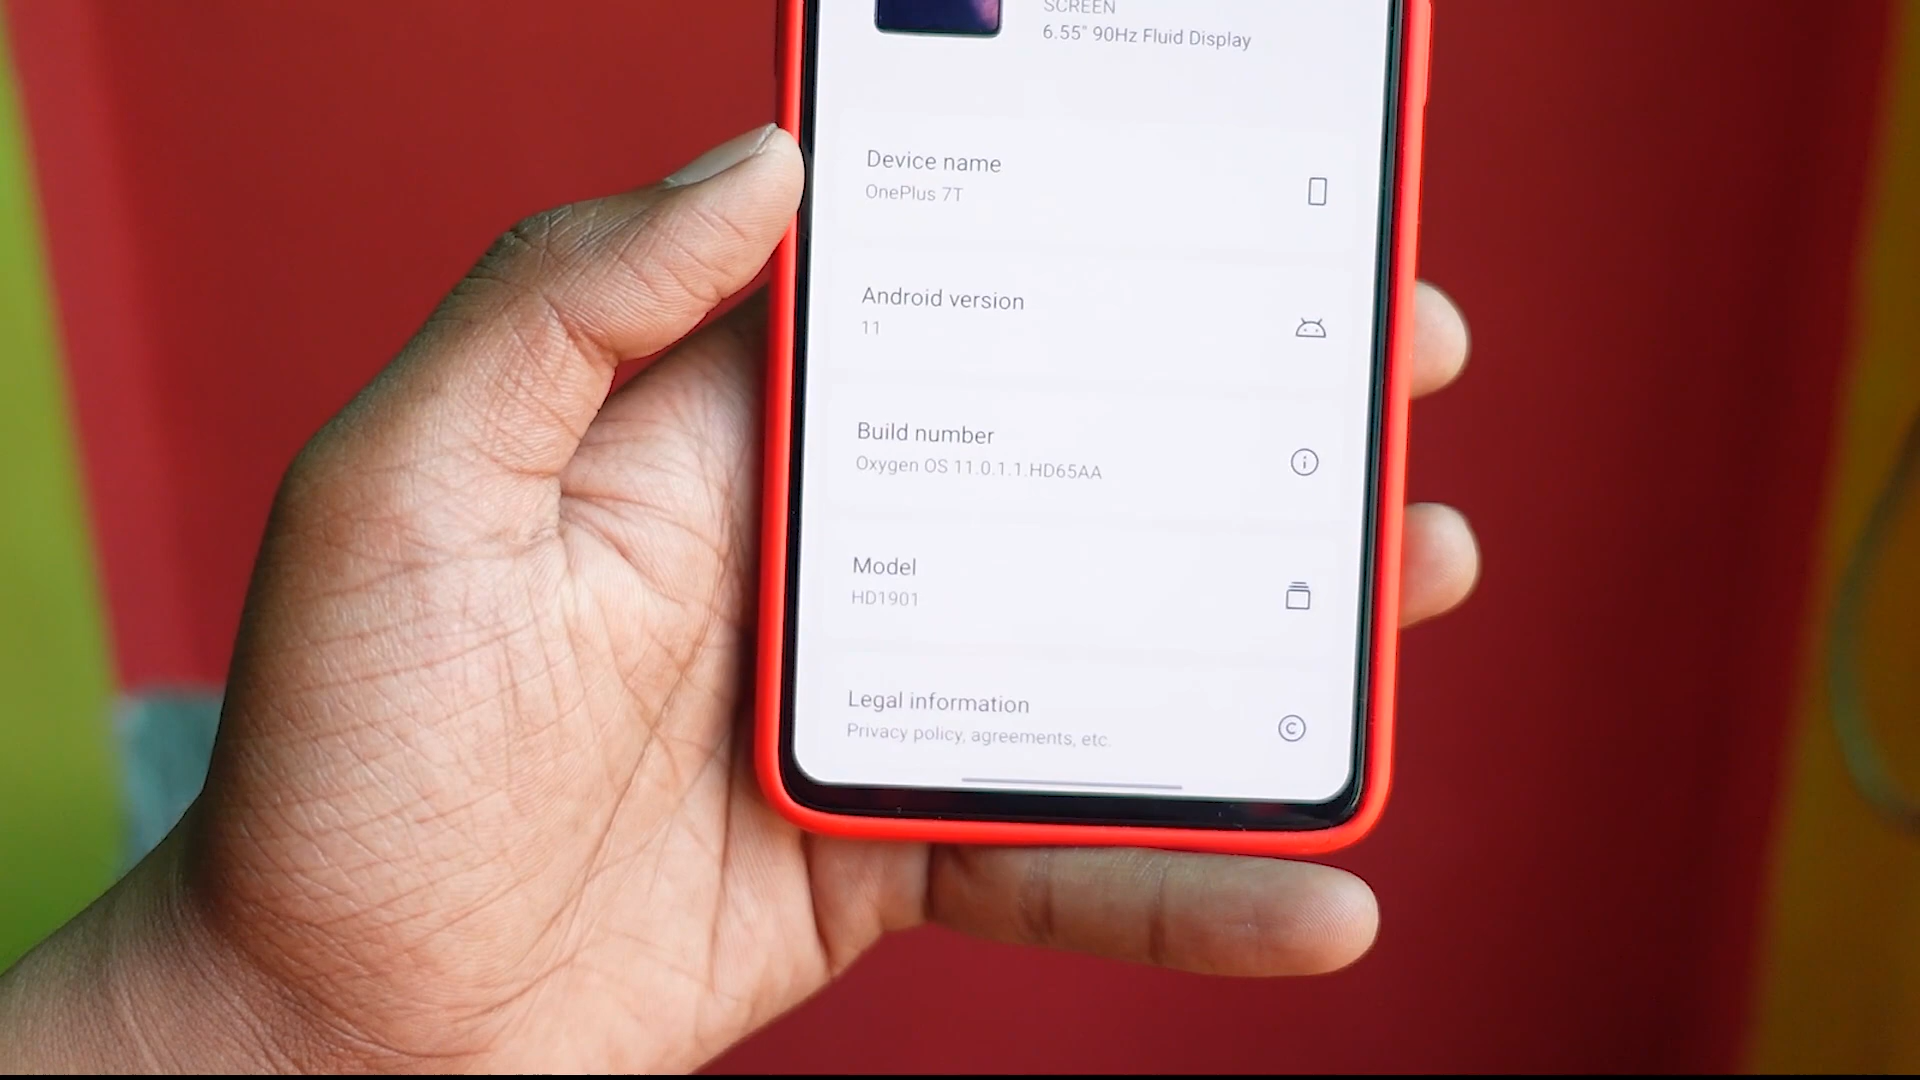 SCREEN
6.55" 90Hz Fluid Display
Device name
OnePlus 7T
Android version
11
Build number
Oxygen OS 11.0.1.1.HD65AA
Model
HD1901
Legal information
Privacy policy, agreements, etc.